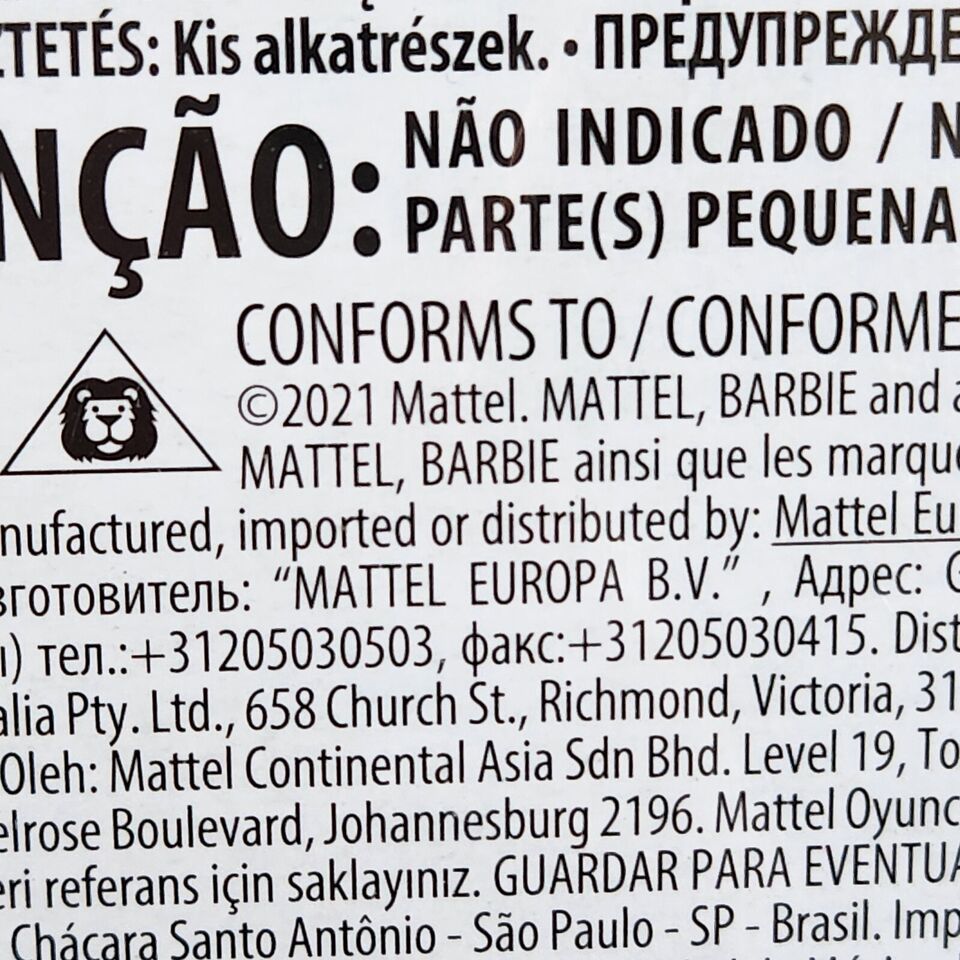 ZTETÉS: Kis alkatrészek. • ПРЕДУПРЕЖДЕ
NÇÃO: NÃO INDICADO / N
PARTE(S) PEQUENA
CONFORMS TO / CONFORME
©2021 Mattel. MATTEL, BARBIE and a
MATTEL, BARBIE ainsi que les marque
nufactured, imported or distributed by: Mattel Eu
зготовитель: “MATTEL EUROPA B.V.” , Адрес: G
ы) тел.:+31205030503, факс:+31205030415. Dist
alia Pty. Ltd., 658 Church St., Richmond, Victoria, 31
Oleh: Mattel Continental Asia Sdn Bhd. Level 19, To
elrose Boulevard, Johannesburg 2196. Mattel Oyunc
eri referans için saklayınız. GUARDAR PARA EVENTUA
Chácara Santo Antônio - São Paulo - SP - Brasil. Imp